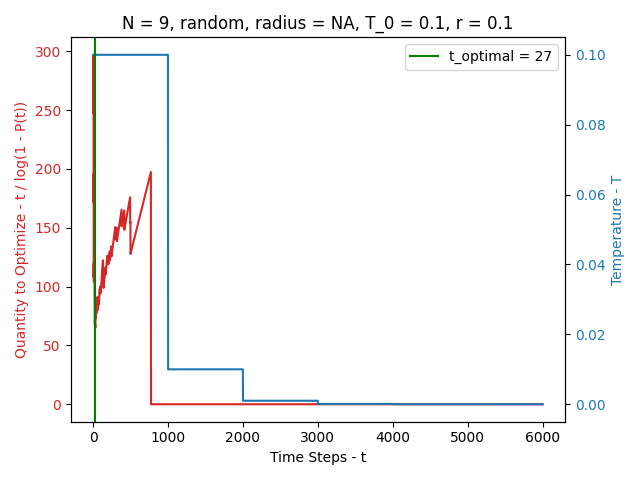 N = 9, random, radius = NA, T_0 = 0.1, r = 0.1
t_optimal = 27
Quantity to Optimize - t / log(1 - P(t))
300
250
200
150
100
50
0
0.10
0.08
0.06
0.04
0.02
0.00
Temperature - T
0 1000 2000 3000 4000 5000 6000
Time Steps - t